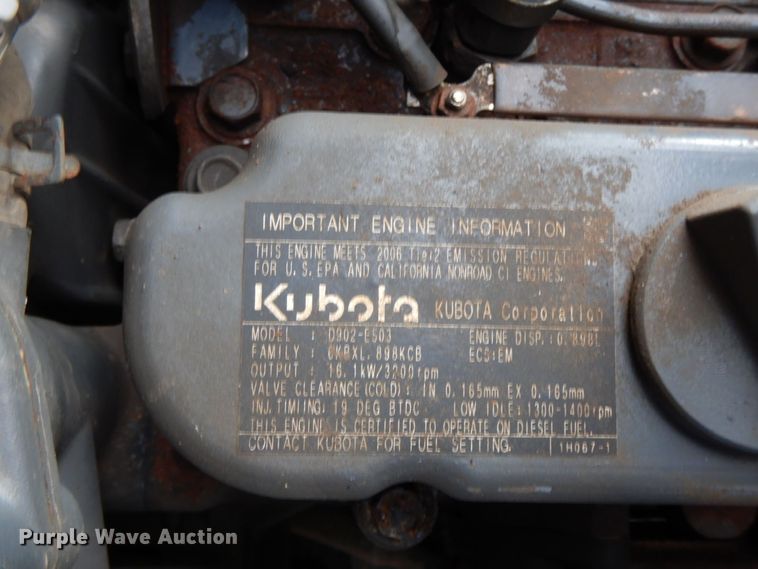 IMPORTANT ENGINE INFORMATION
THIS ENGINE MEETS 2006 Tier2 EMISSION REGULATION
FOR U.S. EPA AND CALIFORNIA NONROAD CI ENGINES.
Kubota KUBOTA Corporation
MODEL : D902-ES03 ENGINE DISP.: 0.898L
FAMILY : 6KBXL.898KCB ECS:EM
OUTPUT : 16.1kW/3200rpm
VALVE CLEARANCE(COLD): IN 0.165mm EX 0.165mm
INJ.TIMIING: 19 DEG BTDC LOW IDLE:1300-1400rpm
THIS ENGINE IS CERTIFIED TO OPERATE ON DIESEL FUEL.
CONTACT KUBOTA FOR FUEL SETTING. 1H067-1
Purple Wave Auction